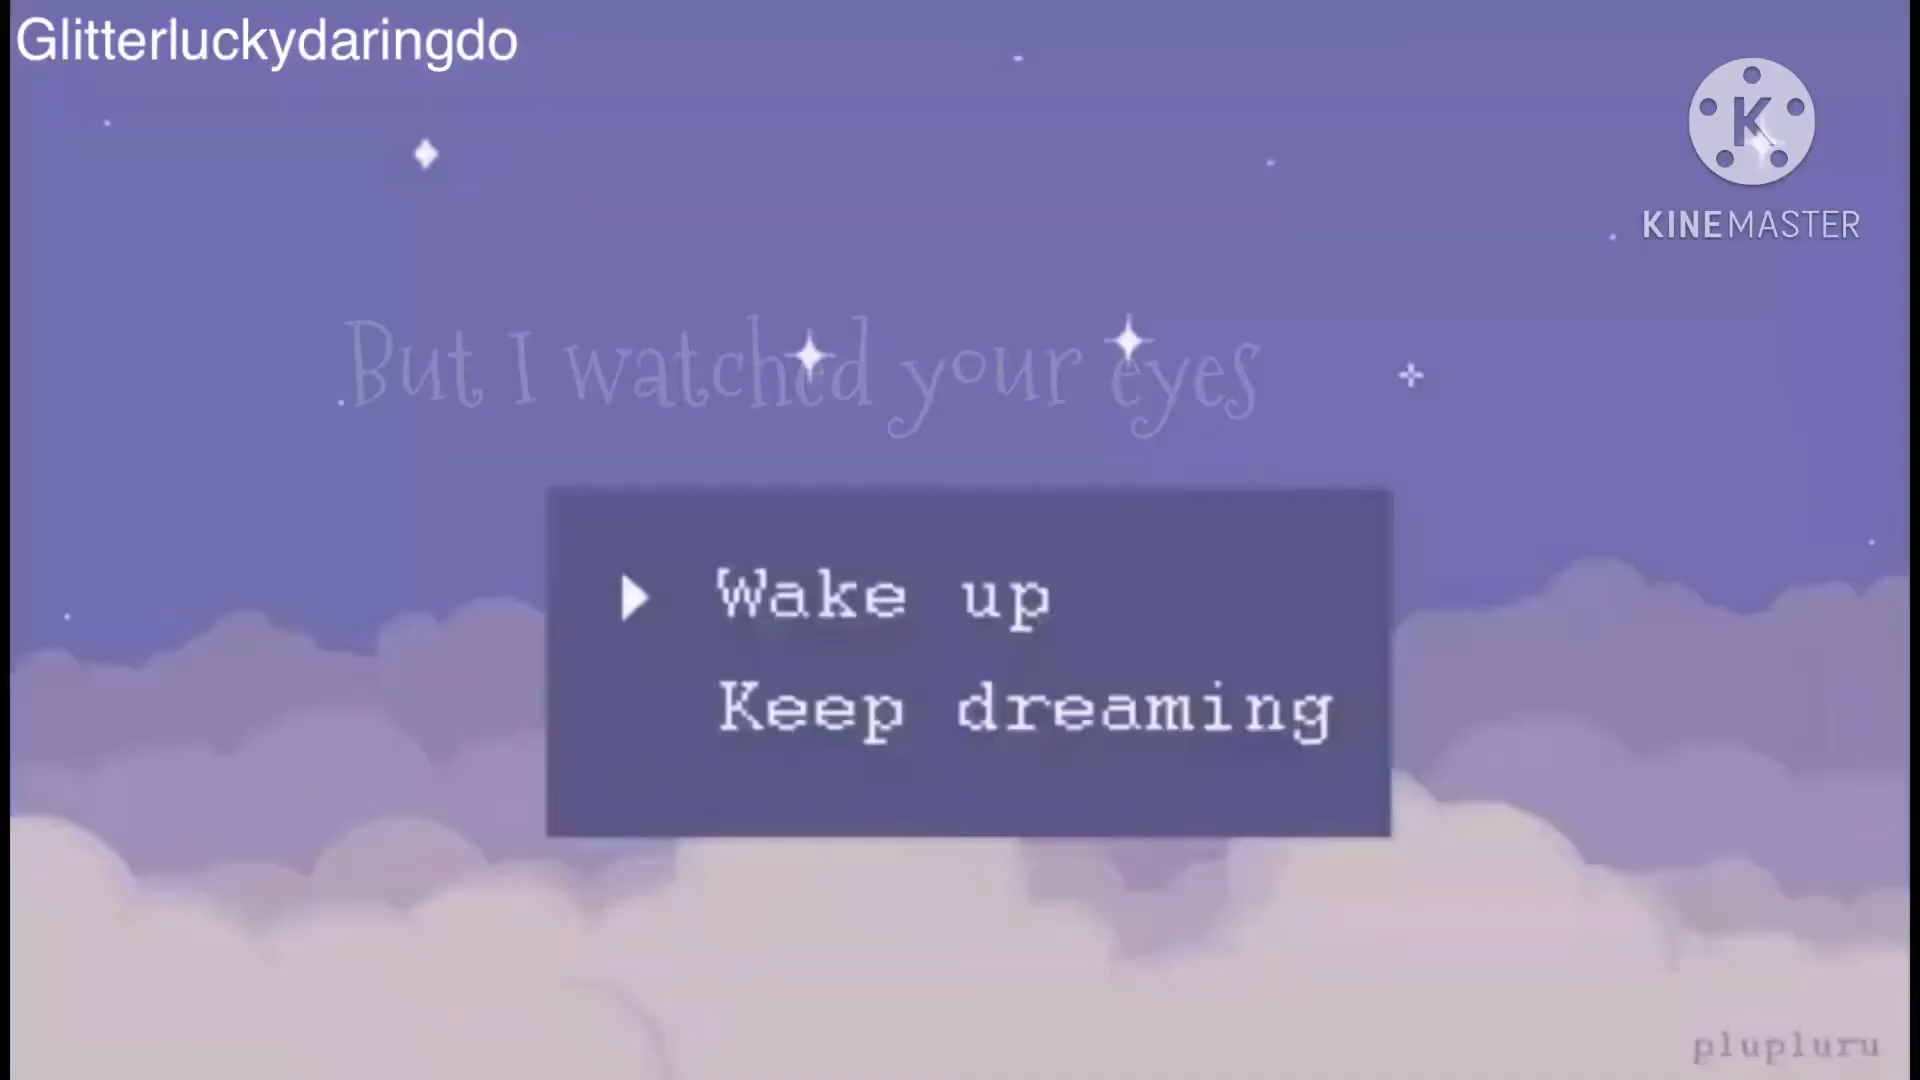 Glitterluckydaringdo
K
KINEMASTER
But I watched your eyes
Wake up
Keep dreaming
plupluru